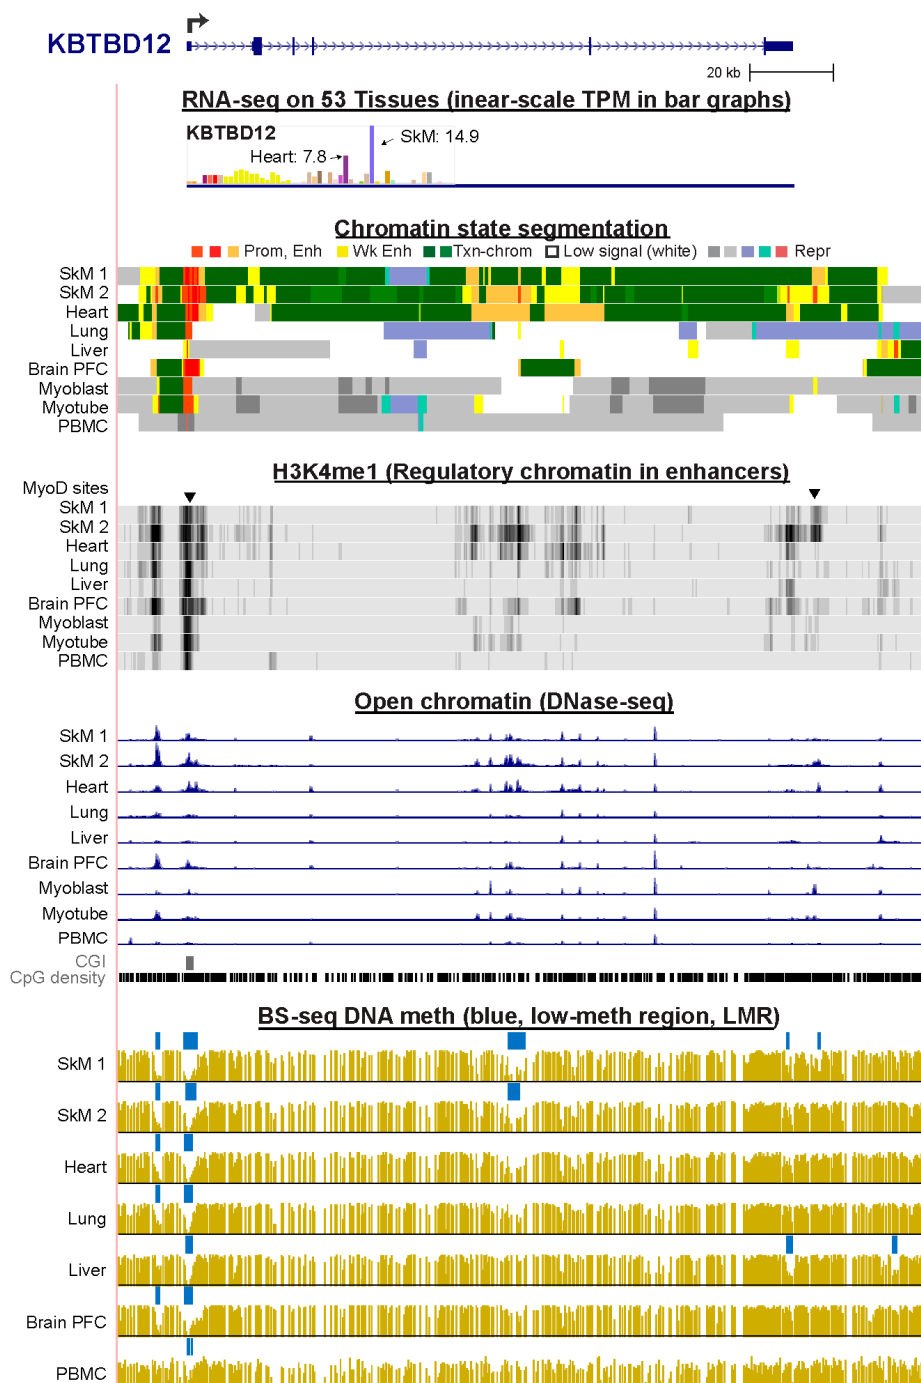 KBTBD12
20 kb
RNA-seq on 53 Tissues (inear-scale TPM in bar graphs)
KBTBD12
SkM: 14.9
Heart: 7.8
Chromatin state segmentation
Prom, Enh Wk Enh Txn-chrom Low signal (white) Repr
SkM 1
SkM 2
Heart
Lung
Liver
Brain PFC
Myoblast
Myotube
PBMC
H3K4me1 (Regulatory chromatin in enhancers)
MyoD sites
SkM 1
SkM 2
Heart
Lung
Liver
Brain PFC
Myoblast
Myotube
PBMC
Open chromatin (DNase-seq)
SkM 1
SkM 2
Heart
Lung
Liver
Brain PFC
Myoblast
Myotube
PBMC
CGI
CpG density
BS-seq DNA meth (blue, low-meth region, LMR)
SkM 1
SkM 2
Heart
Lung
Liver
Brain PFC
PBMC